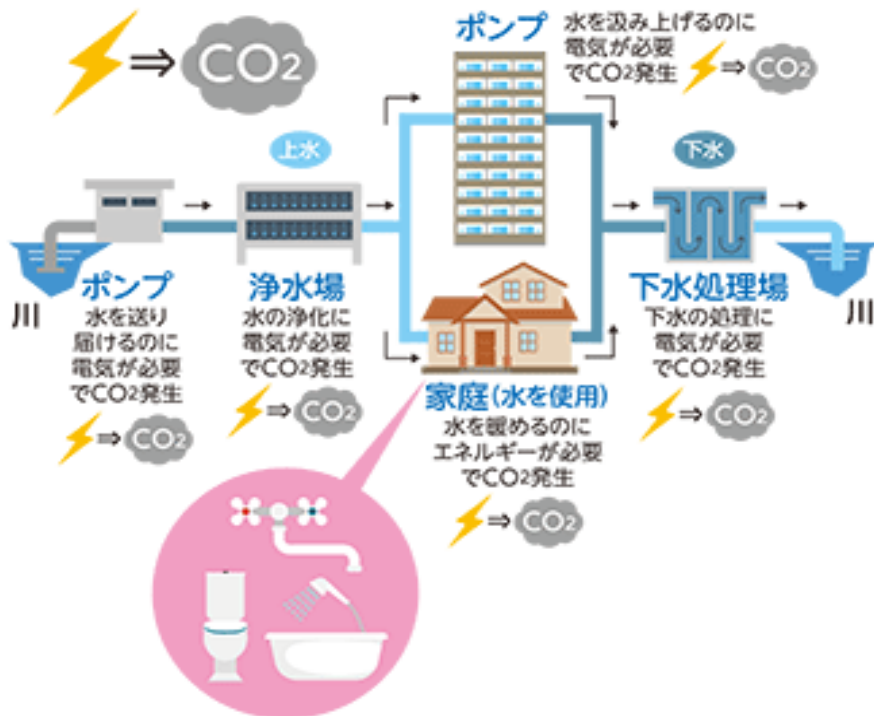 CO2
ポンプ
水を汲み上げるのに
電気が必要
でCO2発生
CO2
上水
下水
川
ポンプ
水を送り
届けるのに
電気が必要
でCO2発生
CO2
浄水場
水の浄化に
電気が必要
でCO2発生
CO2
家庭(水を使用)
水を暖めるのに
エネルギーが必要
でCO2発生
CO2
下水処理場
下水の処理に
電気が必要
でCO2発生
CO2
川